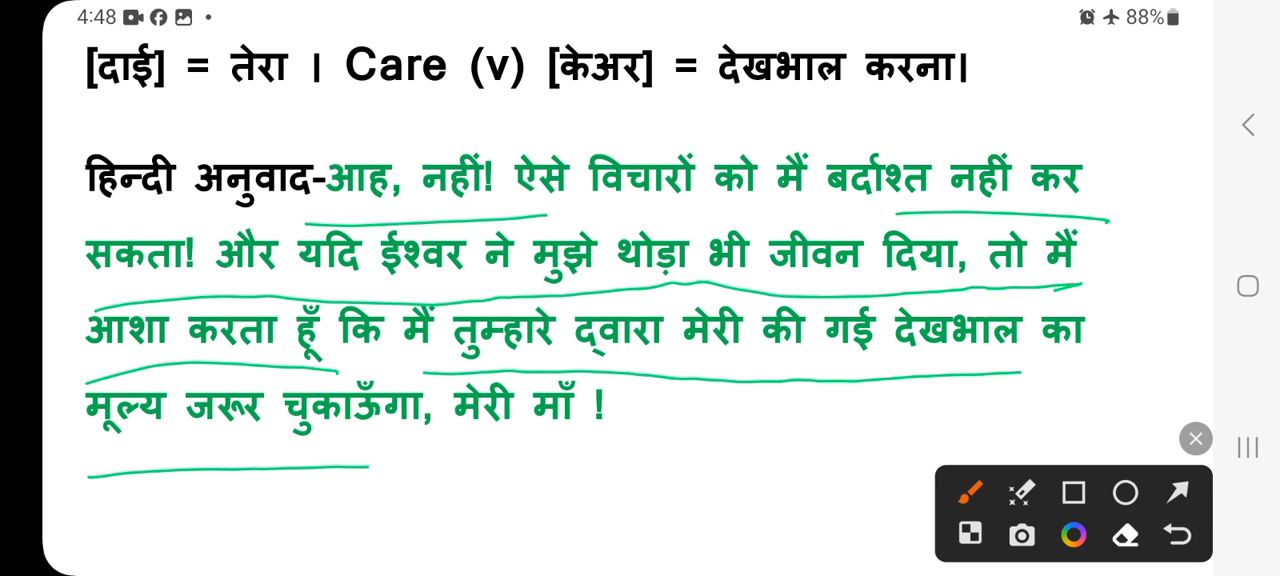 4:48
88%
[दाई] = तेरा । Care (v) [केअर] = देखभाल करना।
हिन्दी अनुवाद-आह, नहीं! ऐसे विचारों को मैं बर्दाश्त नहीं कर
सकता! और यदि ईश्वर ने मुझे थोड़ा भी जीवन दिया, तो मैं
आशा करता हूँ कि मैं तुम्हारे द्वारा मेरी की गई देखभाल का
मूल्य जरूर चुकाऊँगा, मेरी माँ !